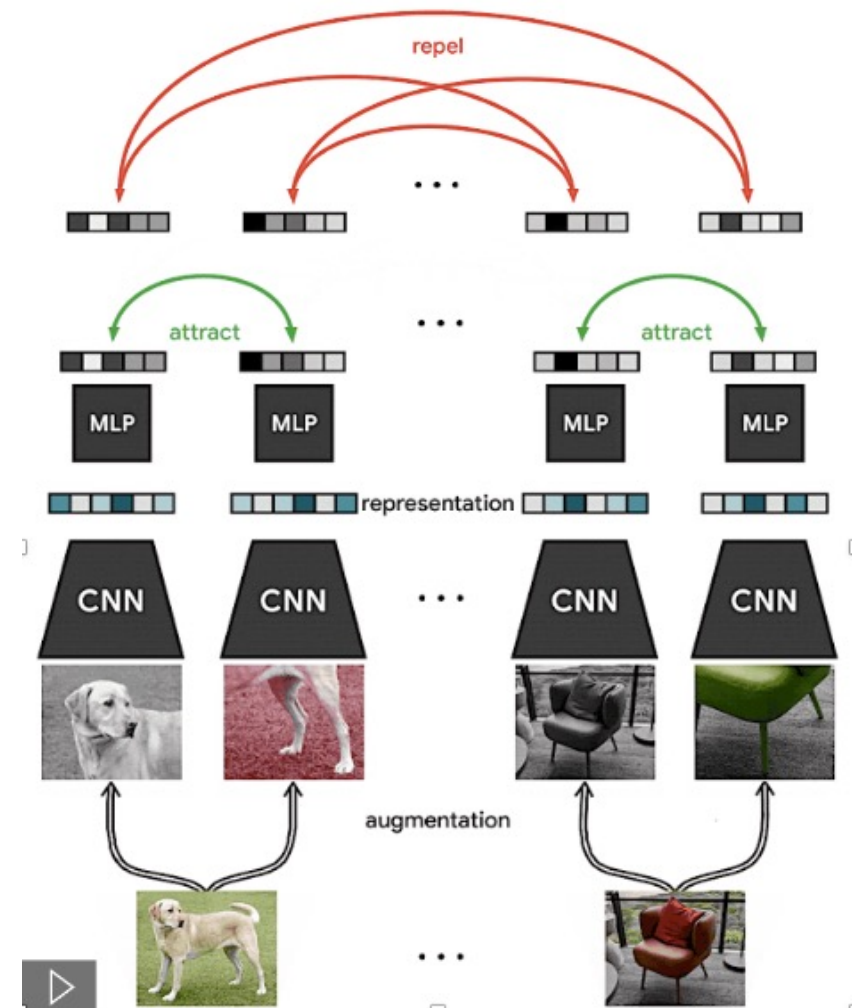 repel
attract
attract
MLP
MLP
MLP
MLP
representation
CNN
CNN
CNN
CNN
augmentation